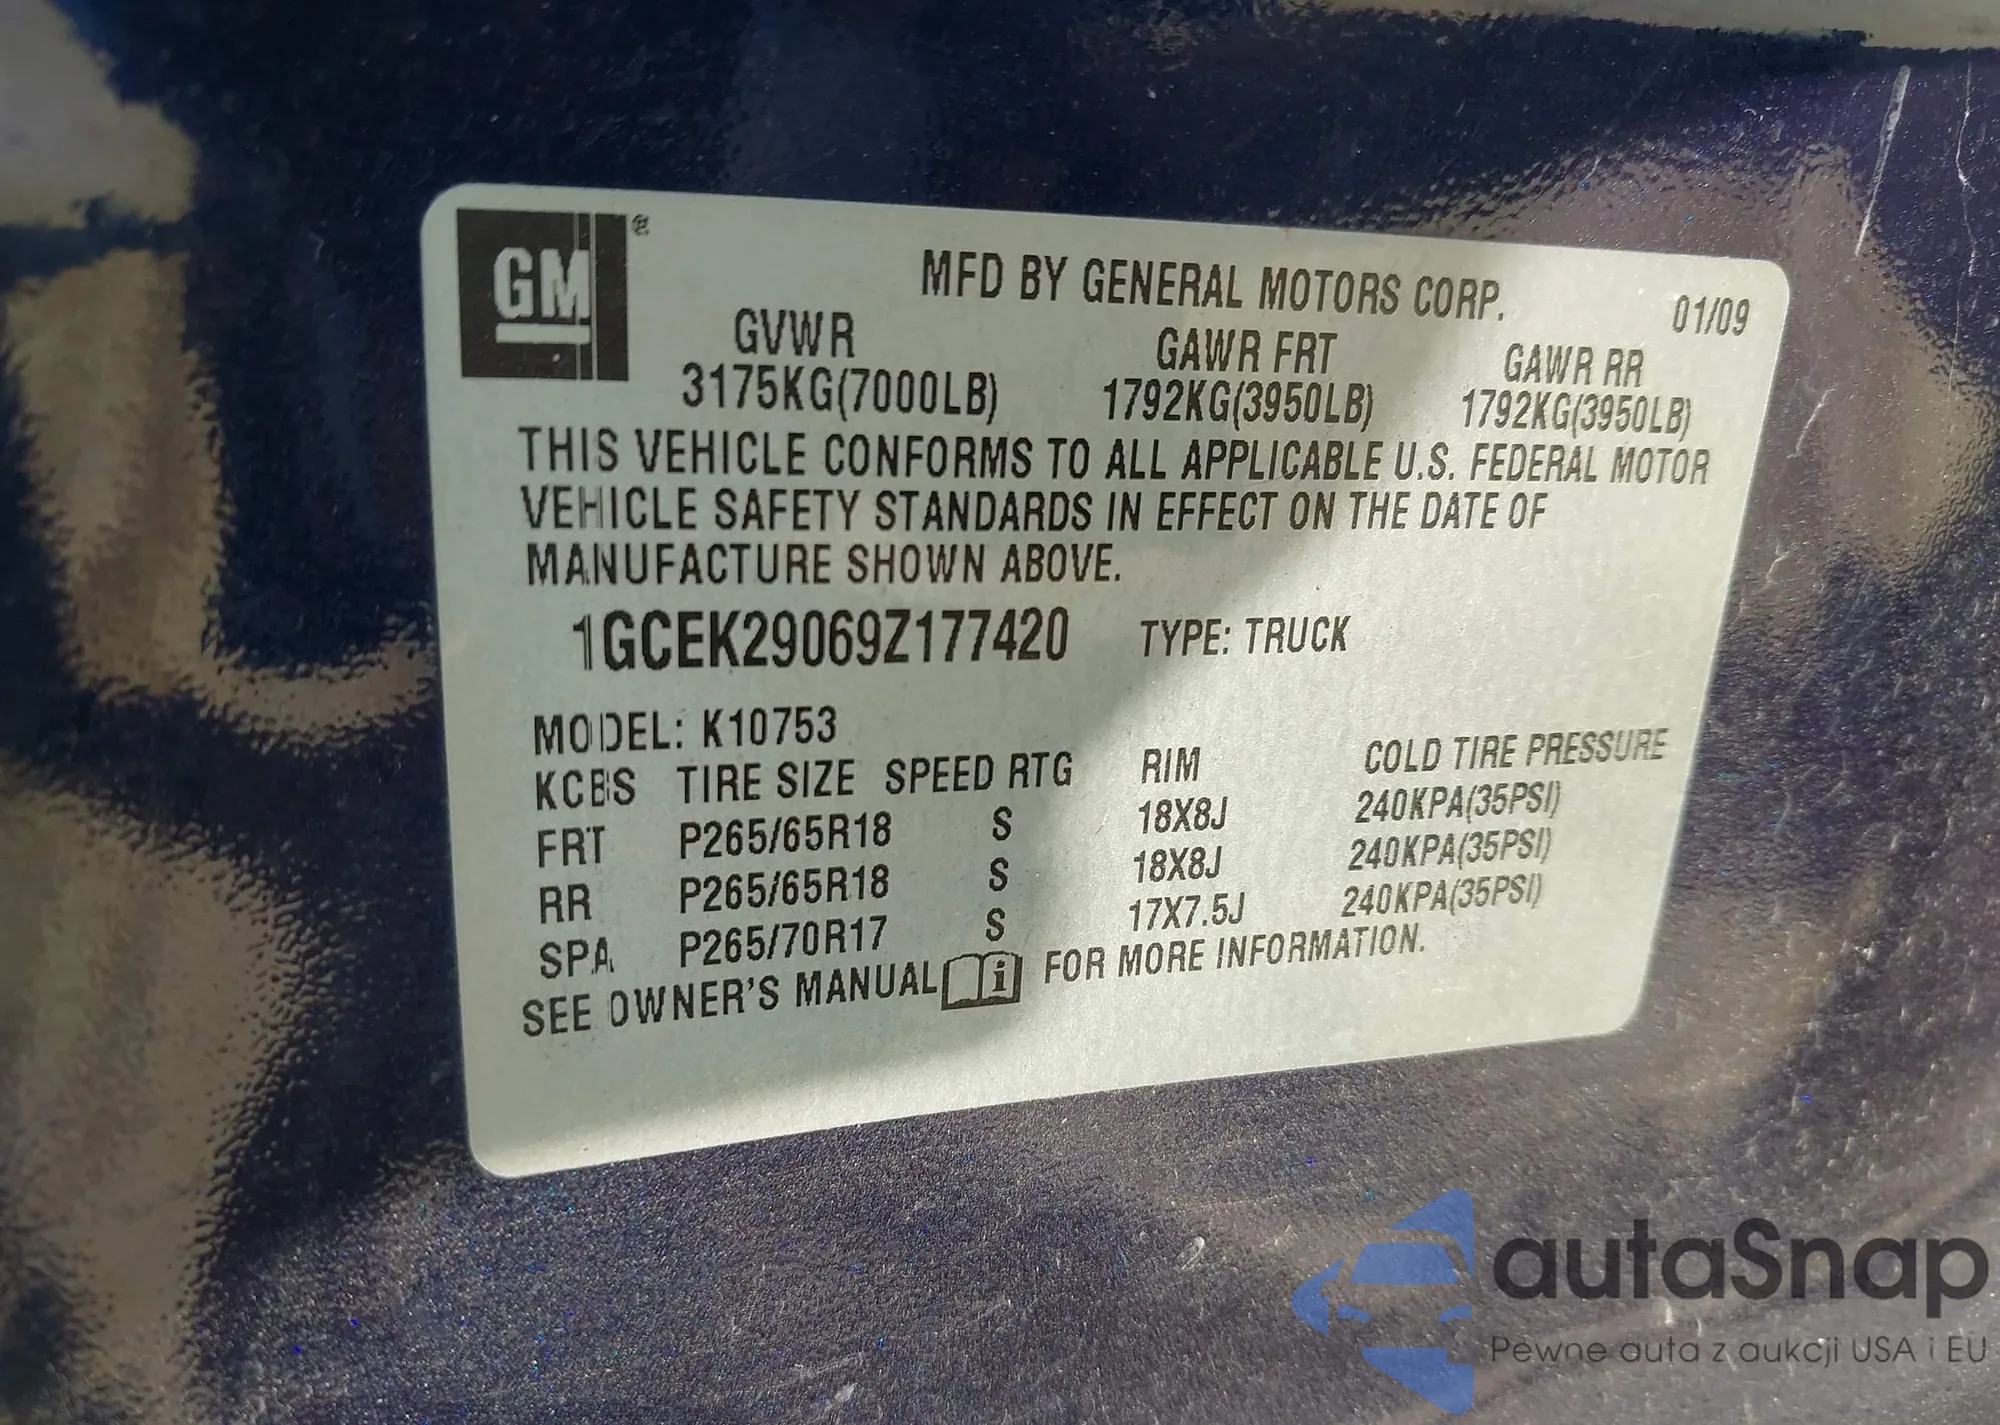 GM®
MFD BY GENERAL MOTORS CORP.
01/09
GVWR GAWR FRT GAWR RR
3175KG(7000LB) 1792KG(3950LB) 1792KG(3950LB)
THIS VEHICLE CONFORMS TO ALL APPLICABLE U.S. FEDERAL MOTOR
VEHICLE SAFETY STANDARDS IN EFFECT ON THE DATE OF
MANUFACTURE SHOWN ABOVE.
1GCEK29069Z177420 TYPE: TRUCK
MODEL: K10753
KCBS TIRE SIZE SPEED RTG RIM COLD TIRE PRESSURE
FRT P265/65R18 S 18X8J 240KPA(35PSI)
RR P265/65R18 S 18X8J 240KPA(35PSI)
SPA P265/70R17 S 17X7.5J 240KPA(35PSI)
SEE OWNER'S MANUAL i FOR MORE INFORMATION.
autaSnap
Pewne auta z aukcji USA i EU